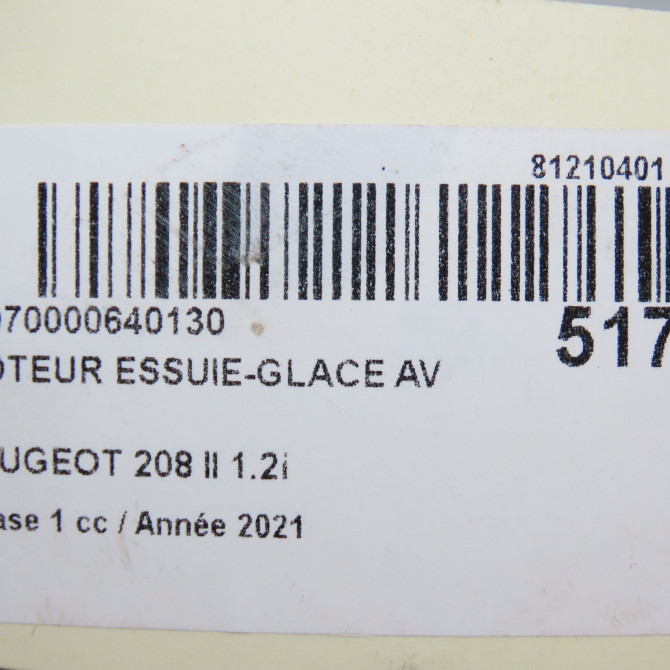 81210401
070000640130
517
OTEUR ESSUIE-GLACE AV
UGEOT 208 II 1.2i
ase 1 cc / Année 2021